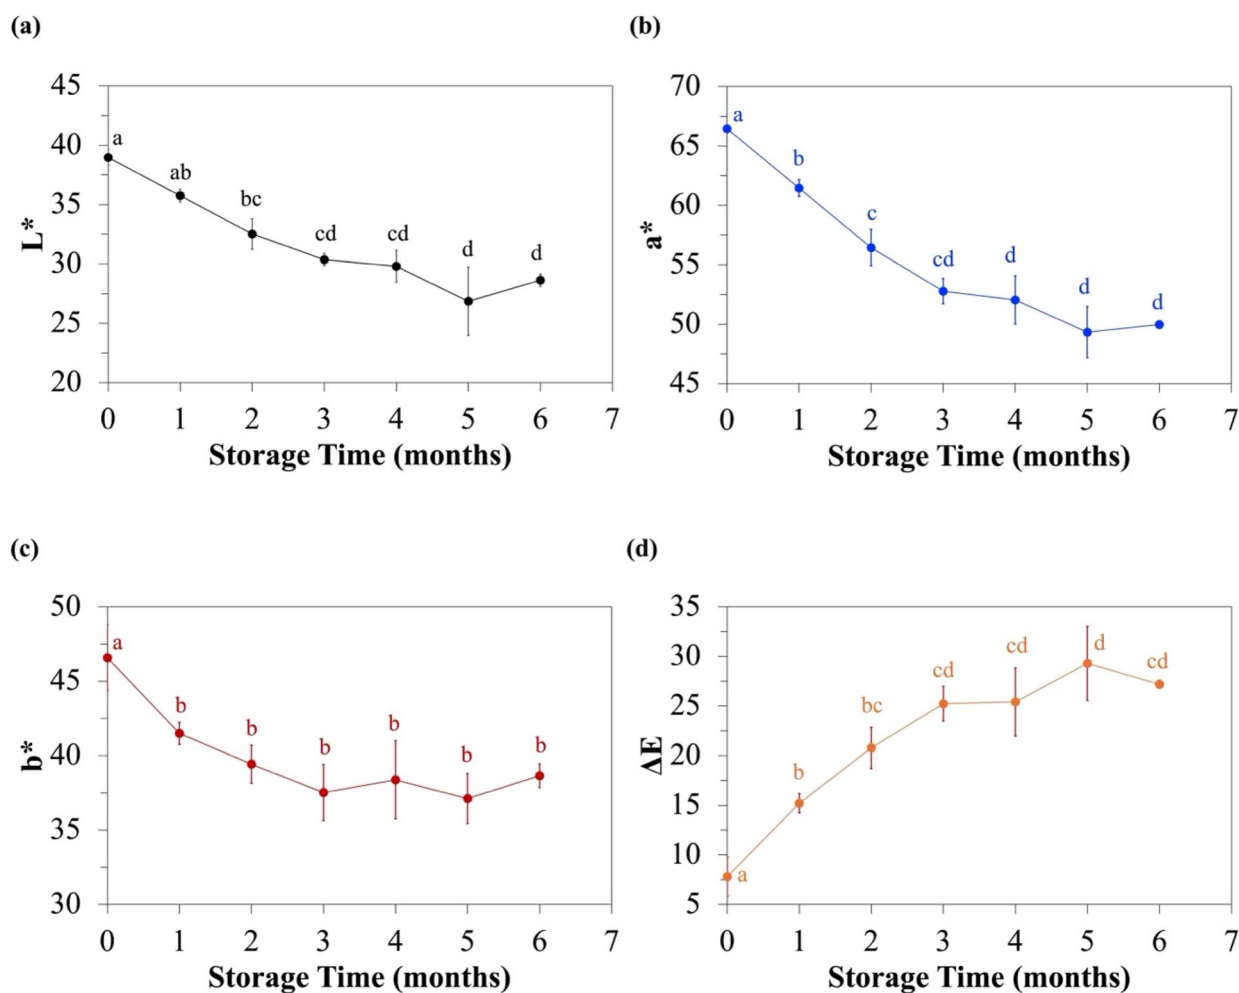 (a)
45
40
35
30
25
20
L*
a
ab
bc
cd
cd
d
d
0 1 2 3 4 5 6 7
Storage Time (months)
(b)
70
65
60
55
50
45
a*
a
b
c
cd
d
d
d
0 1 2 3 4 5 6 7
Storage Time (months)
(c)
50
45
40
35
30
b*
a
b
b
b
b
b
b
0 1 2 3 4 5 6 7
Storage Time (months)
(d)
35
30
25
20
15
10
5
ΔE
a
b
bc
cd
cd
d
cd
0 1 2 3 4 5 6 7
Storage Time (months)